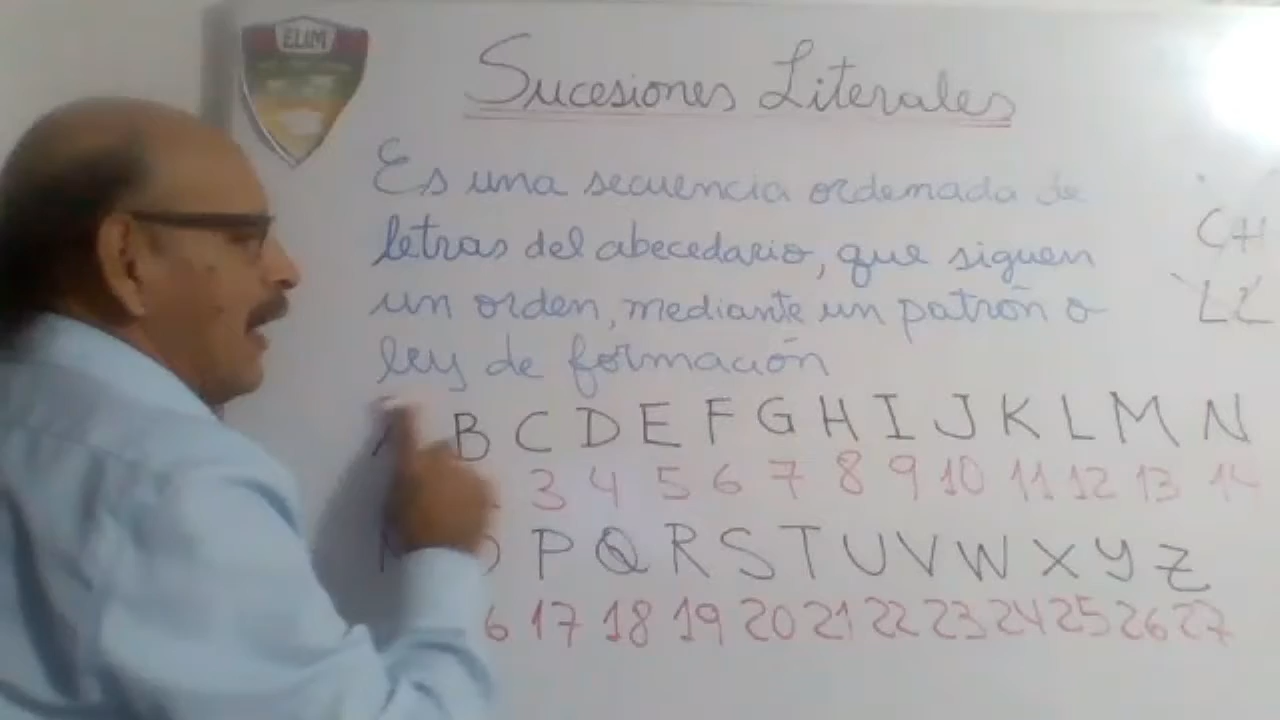 ELIM
Sucesiones Literales
Es una secuencia ordenada de
letras del abecedario, que siguen
un orden, mediante un patrón o
ley de formación
CH
LL
A B C D E F G H I J K L M N
3 4 5 6 7 8 9 10 11 12 13 14
P Q R S T U V W X Y Z
6 17 18 19 20 21 22 23 24 25 26 27